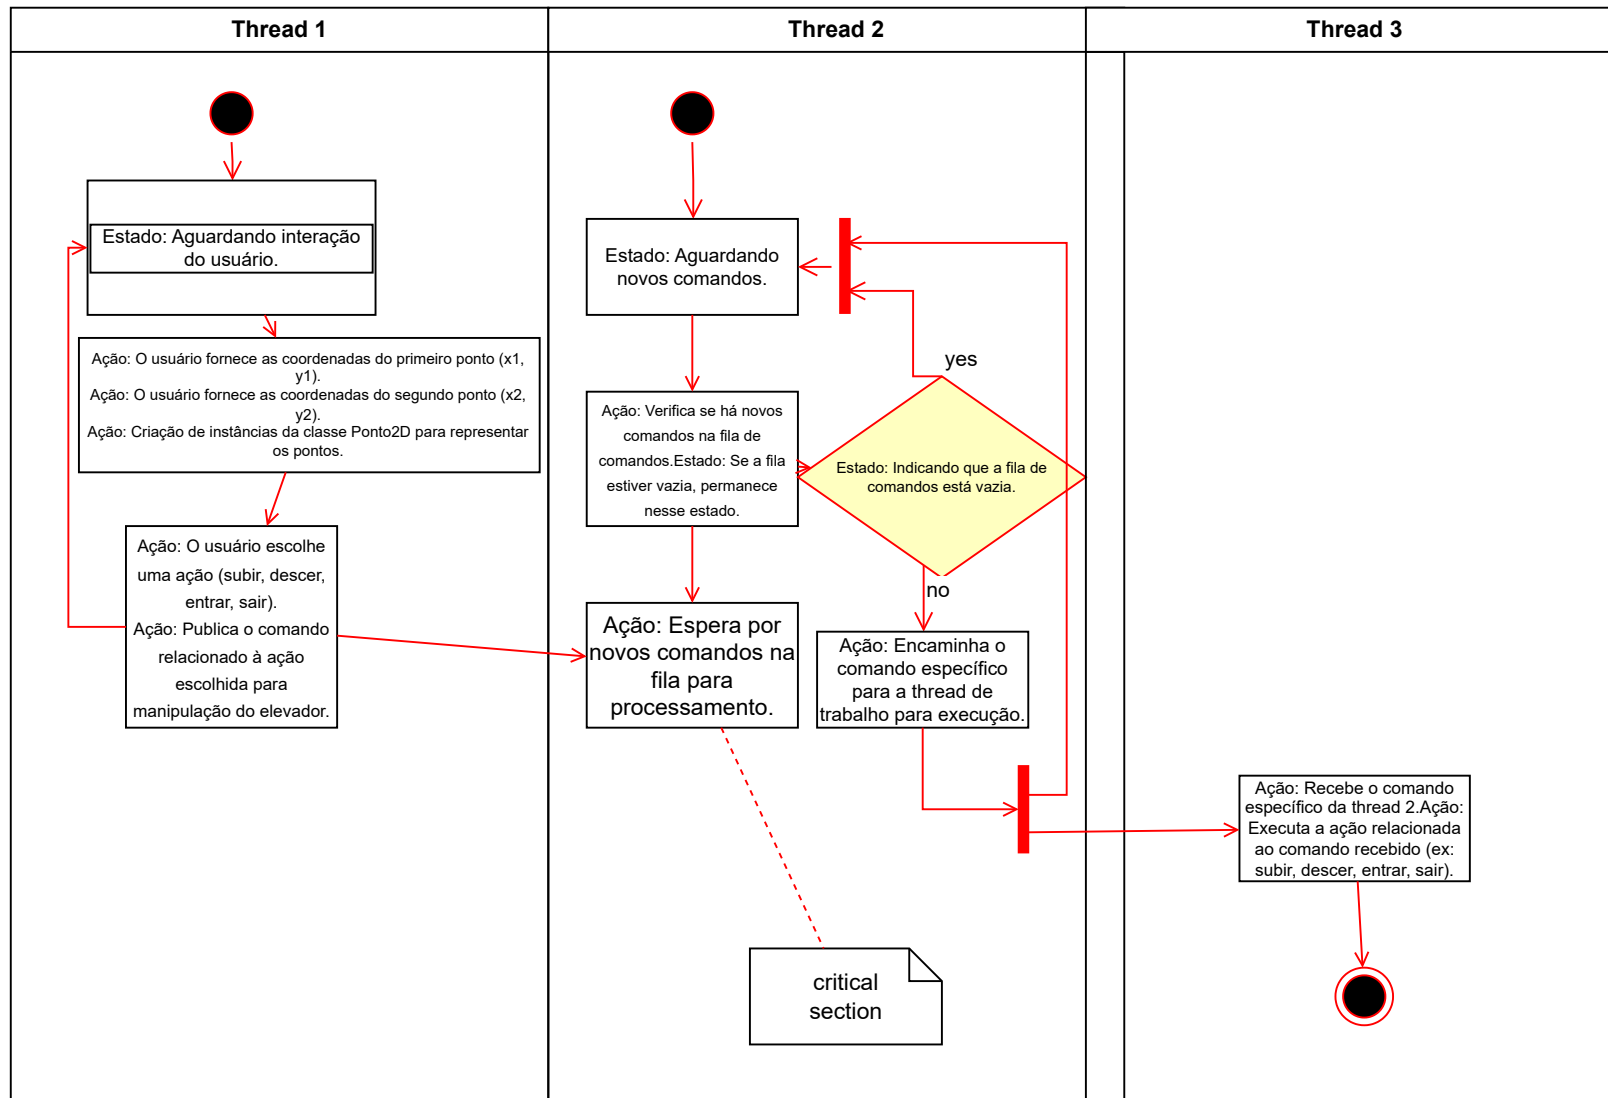 Thread 1
Thread 2
Thread 3
Estado: Aguardando interação
do usuário.
Ação: O usuário fornece as coordenadas do primeiro ponto (x1,
y1).
Ação: O usuário fornece as coordenadas do segundo ponto (x2,
y2).
Ação: Criação de instâncias da classe Ponto2D para representar
os pontos.
Ação: O usuário escolhe
uma ação (subir, descer,
entrar, sair).
Ação: Publica o comando
relacionado à ação
escolhida para
manipulação do elevador.
Estado: Aguardando
novos comandos.
Ação: Verifica se há novos
comandos na fila de
comandos.Estado: Se a fila
estiver vazia, permanece
nesse estado.
yes
Estado: Indicando que a fila de
comandos está vazia.
no
Ação: Espera por
novos comandos na
fila para
processamento.
Ação: Encaminha o
comando específico
para a thread de
trabalho para execução.
critical
section
Ação: Recebe o comando
específico da thread 2.Ação:
Executa a ação relacionada
ao comando recebido (ex:
subir, descer, entrar, sair).